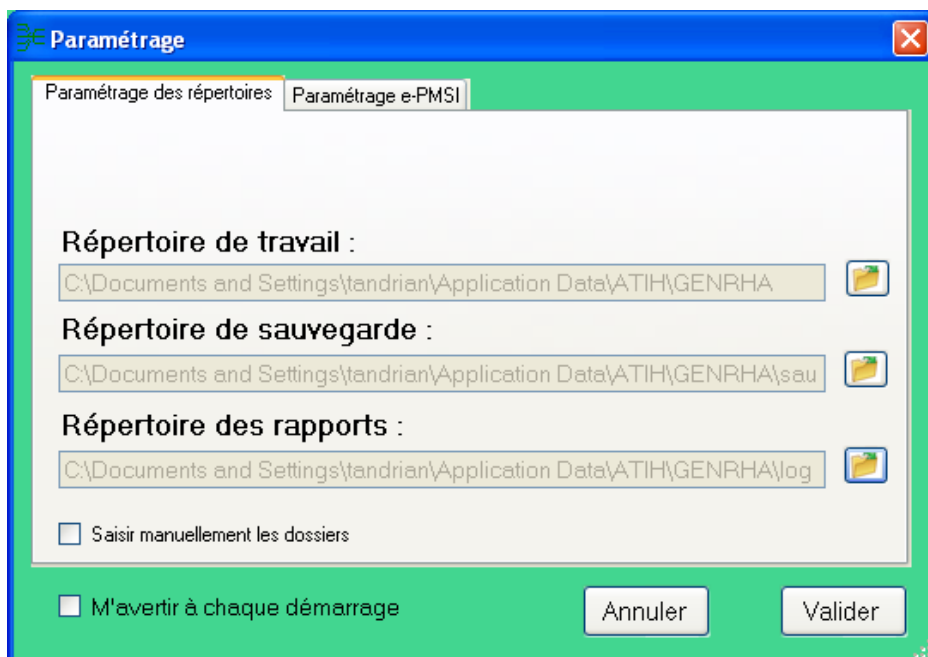 Paramétrage
Paramétrage des répertoires Paramétrage e-PMSI
Répertoire de travail :
C:\Documents and Settings\tandrian\Application Data\ATIH\GENRHA
Répertoire de sauvegarde :
C:\Documents and Settings\tandrian\Application Data\ATIH\GENRHA\sau
Répertoire des rapports :
C:\Documents and Settings\tandrian\Application Data\ATIH\GENRHA\log
Saisir manuellement les dossiers
M'avertir à chaque démarrage Annuler Valider